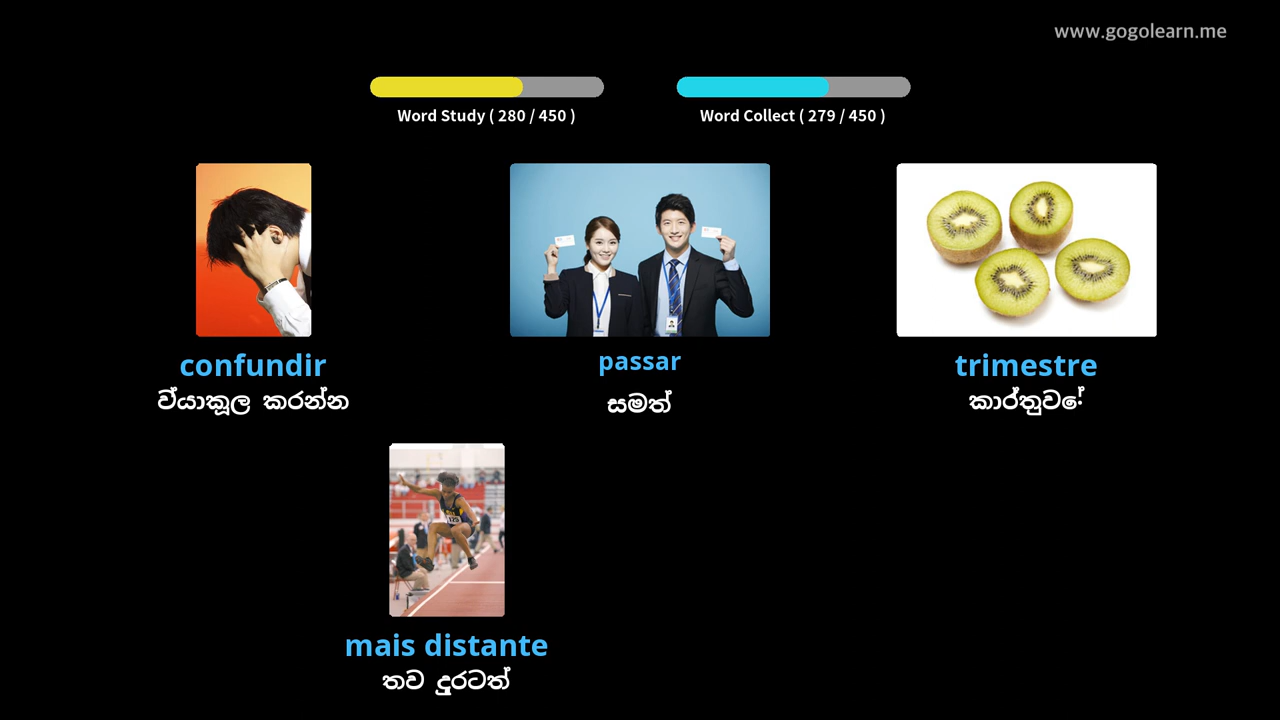 www.gogolearn.me
Word Study ( 280 / 450 )
Word Collect ( 279 / 450 )
confundir
ව්යාකූල කරන්න
passar
සමත්
trimestre
කාර්තුවේ
mais distante
තව දුරටත්